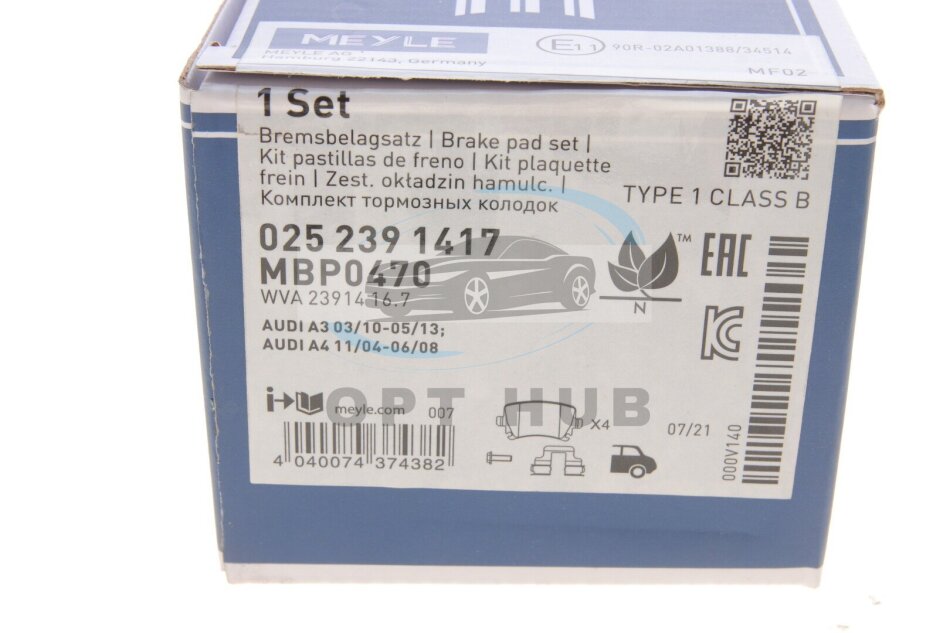 MEYLE
MEYLE AG
Hamburg 22143, Germany
E11 90R-02A01388/34514
MF02
1 Set
Bremsbelagsatz | Brake pad set |
Kit pastillas de freno | Kit plaquette
frein | Zest. okładzin hamulc. |
Комплект тормозных колодок
TYPE 1 CLASS B
025 239 1417
MBP0470
WVA 23914 16.7
TM
N
EAC
KC
AUDI A3 03/10-05/13;
AUDI A4 11/04-06/08
OPT HUB
i
meyle.com 007
4 040074 374382
X4
07/21
000V140